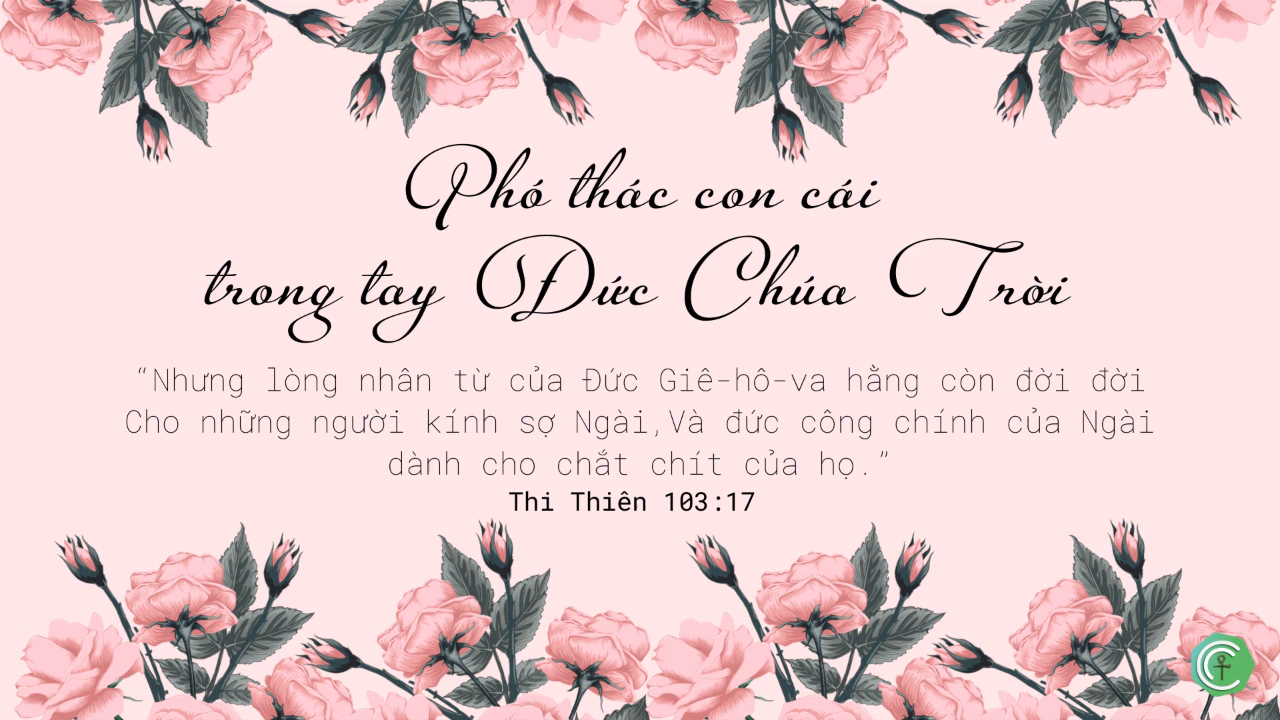 Phó thác con cái
trong tay Đức Chúa Trời
“Nhưng lòng nhân từ của Đức Giê-hô-va hằng còn đời đời
Cho những người kính sợ Ngài,Và đức công chính của Ngài
dành cho chắt chít của họ.”
Thi Thiên 103:17